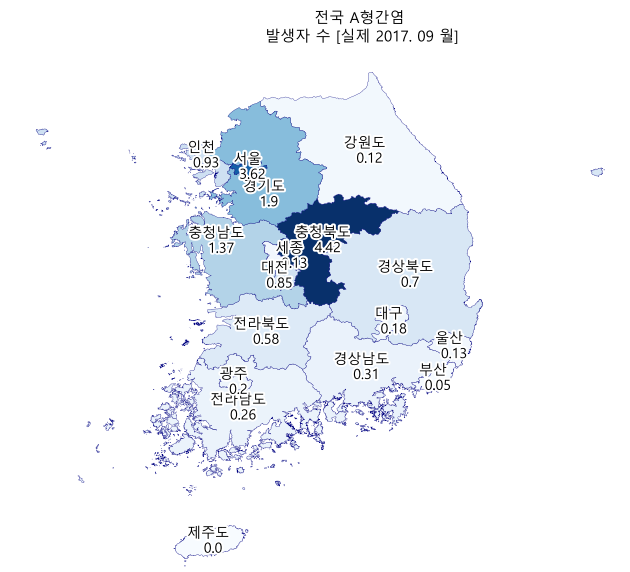 전국 A형간염
발생자 수 [실제 2017. 09 월]
강원도
0.12
인천
0.93
서울
3.62
경기도
1.9
충청남도
1.37
충청북도
4.42
세종
대전
0.85
경상북도
0.7
대구
0.18
전라북도
0.58
울산
0.13
경상남도
0.31
부산
0.05
광주
0.2
전라남도
0.26
제주도
0.0